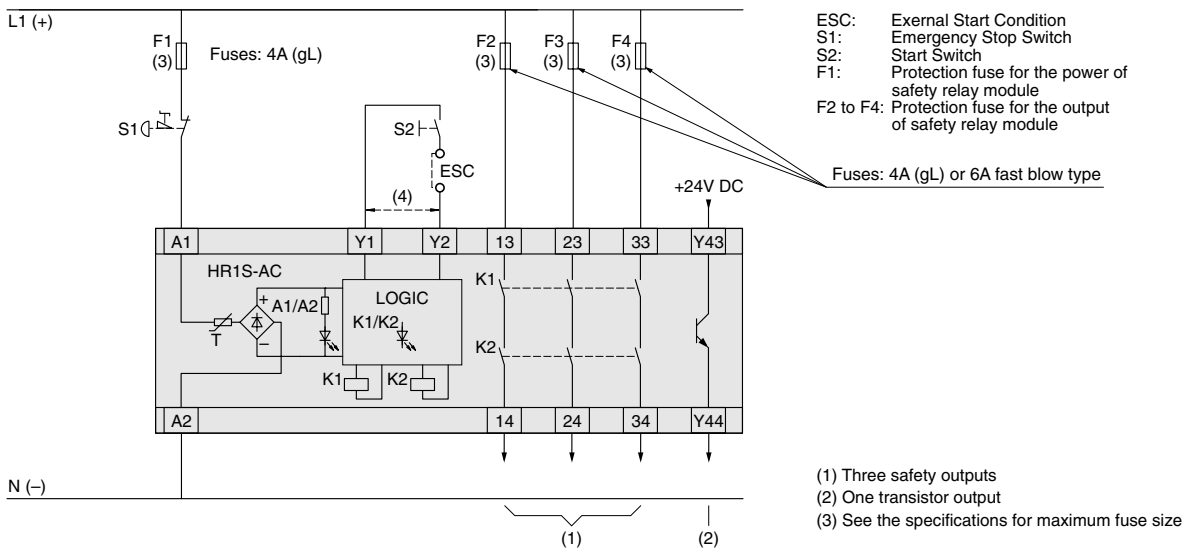 L1 (+)
F1
(3)
Fuses: 4A (gL)
F2
(3)
F3
(3)
F4
(3)
ESC: Exernal Start Condition
S1: Emergency Stop Switch
S2: Start Switch
F1: Protection fuse for the power of
safety relay module
F2 to F4: Protection fuse for the output
of safety relay module
S1
S2
ESC
(4)
Fuses: 4A (gL) or 6A fast blow type
+24V DC
A1
Y1
Y2
13
23
33
Y43
HR1S-AC
+
A1/A2
T
–
LOGIC
K1/K2
K1
K2
K1
K2
A2
14
24
34
Y44
N (–)
(1)
(2)
(1) Three safety outputs
(2) One transistor output
(3) See the specifications for maximum fuse size